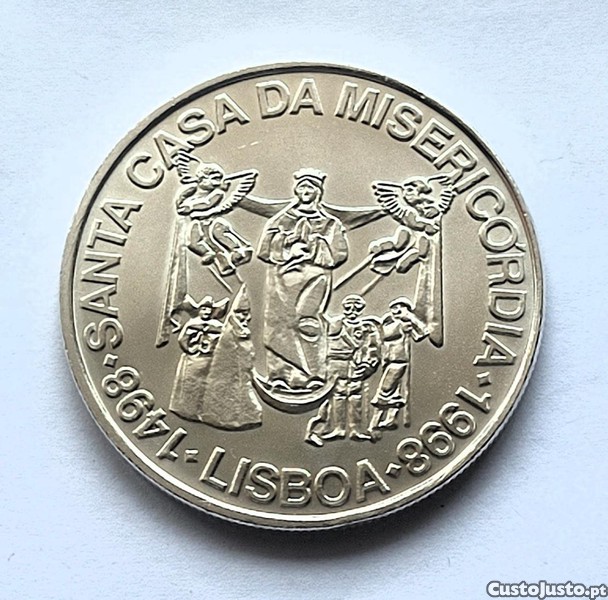 SANTA CASA DA MISERICÓRDIA · 1998 · LISBOA · 1498 ·
CustoJusto.pt